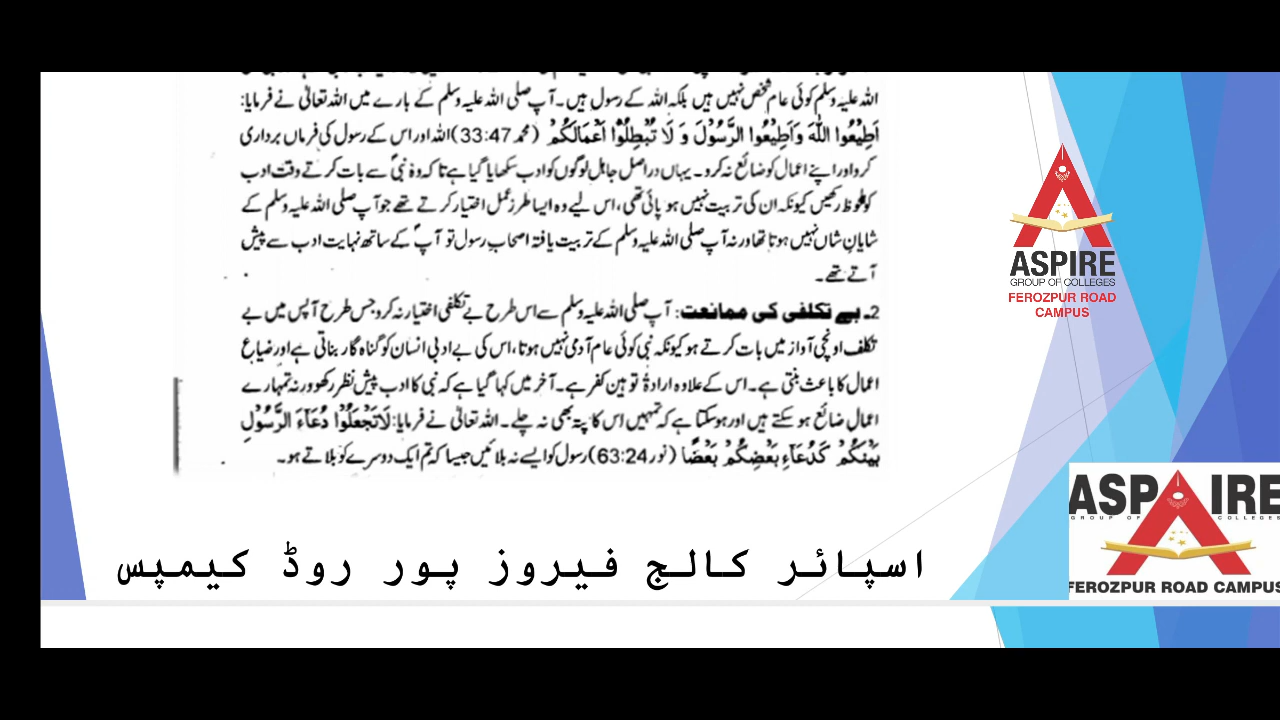 اللہ علیہ وسلم کوئی عام شخص نہیں ہیں بلکہ اللہ کے رسول ہیں۔ آپ صلی اللہ علیہ وسلم کے بارے میں اللہ تعالیٰ نے فرمایا:
اَطِیْعُوا اللّٰهَ وَاَطِیْعُوا الرَّسُوْلَ وَ لَا تُبْطِلُوْٓا اَعْمَالَكُمْ (محمد 33:47) اللہ اور اس کے رسول کی فرماں برداری
کرو اور اپنے اعمال کو ضائع نہ کرو۔ یہاں دراصل جاہل لوگوں کو ادب سکھایا گیا ہے تا کہ وہ نبیؐ سے بات کرتے وقت ادب
کو ملحوظ رکھیں کیونکہ ان کی تربیت نہیں ہو پائی تھی، اس لیے وہ ایسا طرزِ عمل اختیار کرتے تھے جو آپ صلی اللہ علیہ وسلم کے
شایانِ شاں نہیں ہوتا تھا ورنہ آپ صلی اللہ علیہ وسلم کے تربیت یافتہ اصحابِ رسول تو آپؐ کے ساتھ نہایت ادب سے پیش
آتے تھے۔
2۔ بے تکلفی کی ممانعت: آپ صلی اللہ علیہ وسلم سے اس طرح بے تکلفی اختیار نہ کرو جس طرح آپس میں بے
تکلف اونچی آواز میں بات کرتے ہو کیونکہ نبی کوئی عام آدمی نہیں ہوتا، اس کی بے ادبی انسان کو گناہ گار بناتی ہے اور ضیاع
اعمال کا باعث بنتی ہے۔ اس کے علاوہ ارادۃً توہین کفر ہے۔ آخر میں کہا گیا ہے کہ نبی کا ادب پیش نظر رکھو ورنہ تمہارے
اعمال ضائع ہو سکتے ہیں اور ہو سکتا ہے کہ تمہیں اس کا پتہ بھی نہ چلے۔ اللہ تعالیٰ نے فرمایا: لَا تَجْعَلُوْا دُعَآءَ الرَّسُوْلِ
بَیْنَكُمْ كَدُعَآءِ بَعْضِكُمْ بَعْضًا (نور 63:24) رسول کو ایسے نہ بلائیں جیسا کہ تم ایک دوسرے کو بلاتے ہو۔
اسپائر کالج فیروز پور روڈ کیمپس
ASPIRE
GROUP OF COLLEGES
FEROZPUR ROAD
CAMPUS
ASPAIRE
GROUP OF COLLEGES
FEROZPUR ROAD CAMPUS